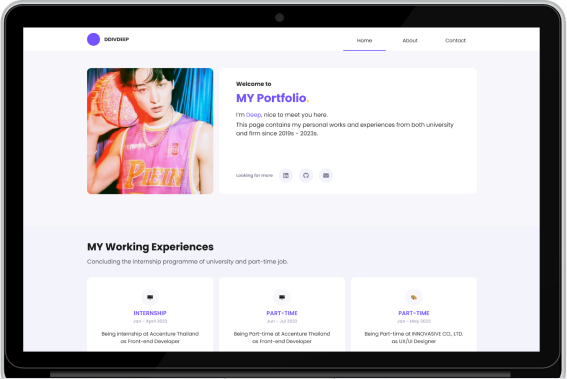 DDIVDEEP
Home
About
Contact
Welcome to
MY Portfolio.
I'm Deep, nice to meet you here.
This page contains my personal works and experiences from both university
and firm since 2019s - 2023s.
Looking for more
MY Working Experiences
Concluding the internship programme of university and part-time job.
INTERNSHIP
Jan - April 2022
Being internship at Accenture Thailand
as Front-end Developer
PART-TIME
Jun - Jul 2022
Being Part-time at Accenture Thailand
as Front-end Developer
PART-TIME
Jan - May 2022
Being Part-time at INNOVASIVE CO., LTD.
as UX/UI Designer